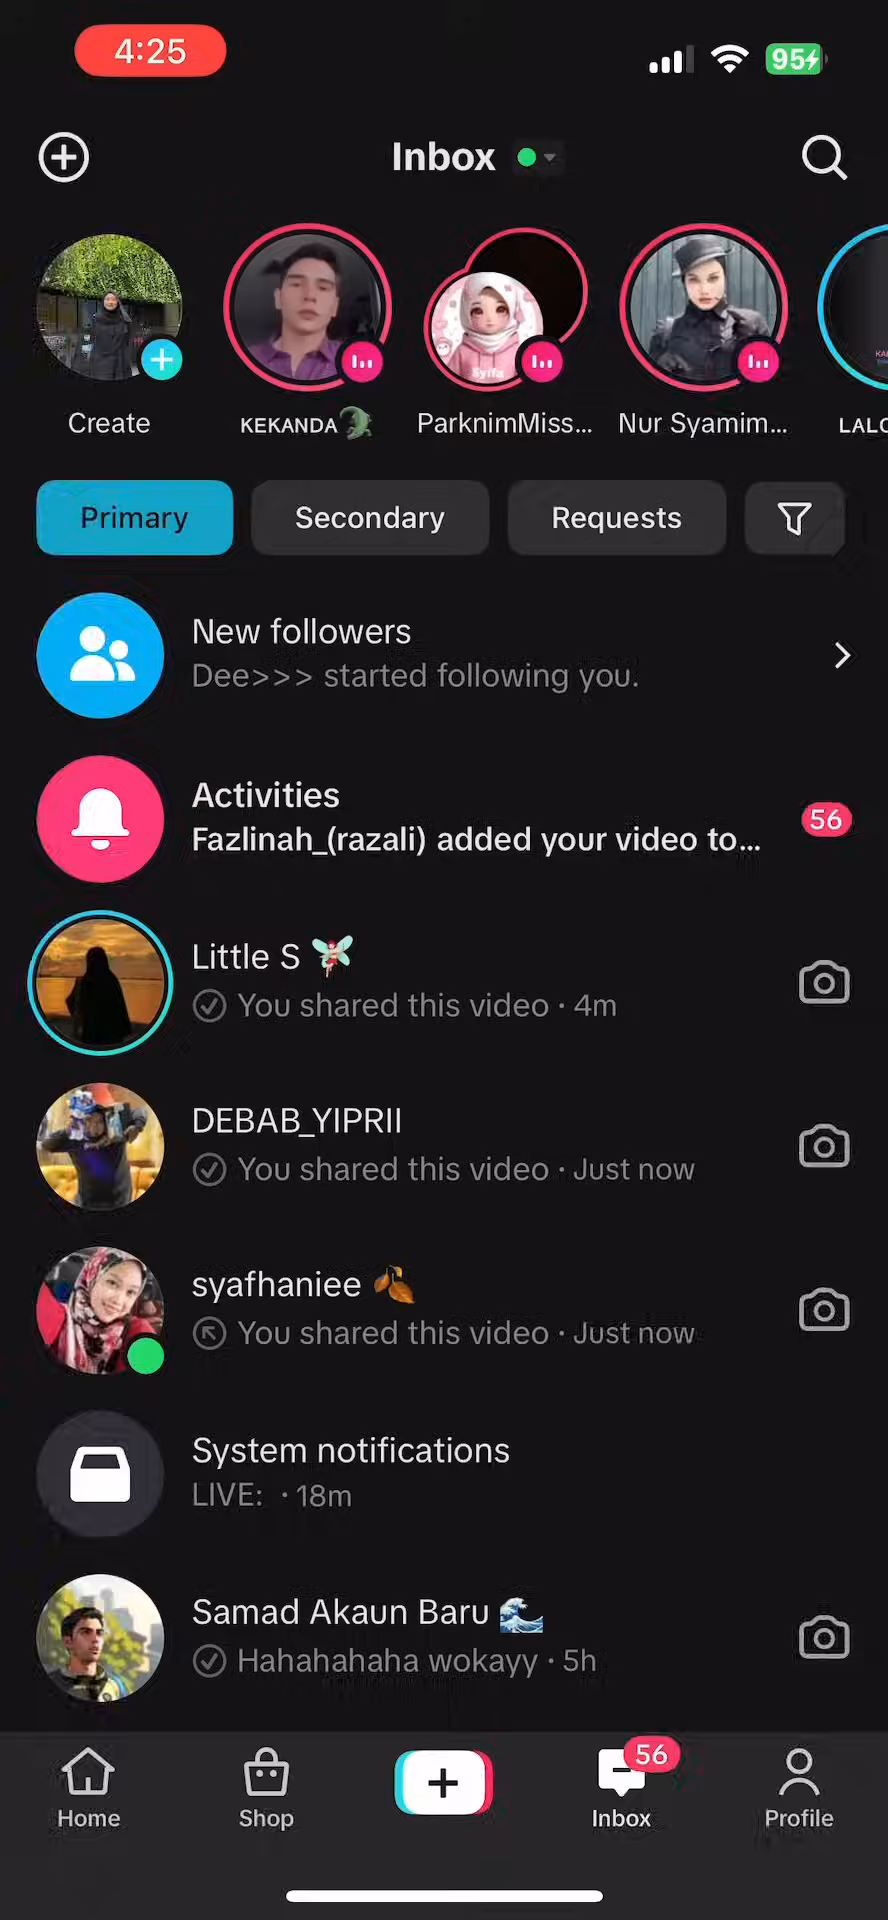 4:25
95
Inbox
Syifa
KA
Create
KEKANDA🐊
ParknimMiss...
Nur Syamim...
LALC
Primary
Secondary
Requests
New followers
Dee>>> started following you.
Activities
Fazlinah_(razali) added your video to...
56
Little S 🧚
You shared this video · 4m
DEBAB_YIPRII
You shared this video · Just now
syafhaniee 🍂
You shared this video · Just now
System notifications
LIVE: · 18m
Samad Akaun Baru 🌊
Hahahahaha wokayy · 5h
56
Home
Shop
Inbox
Profile